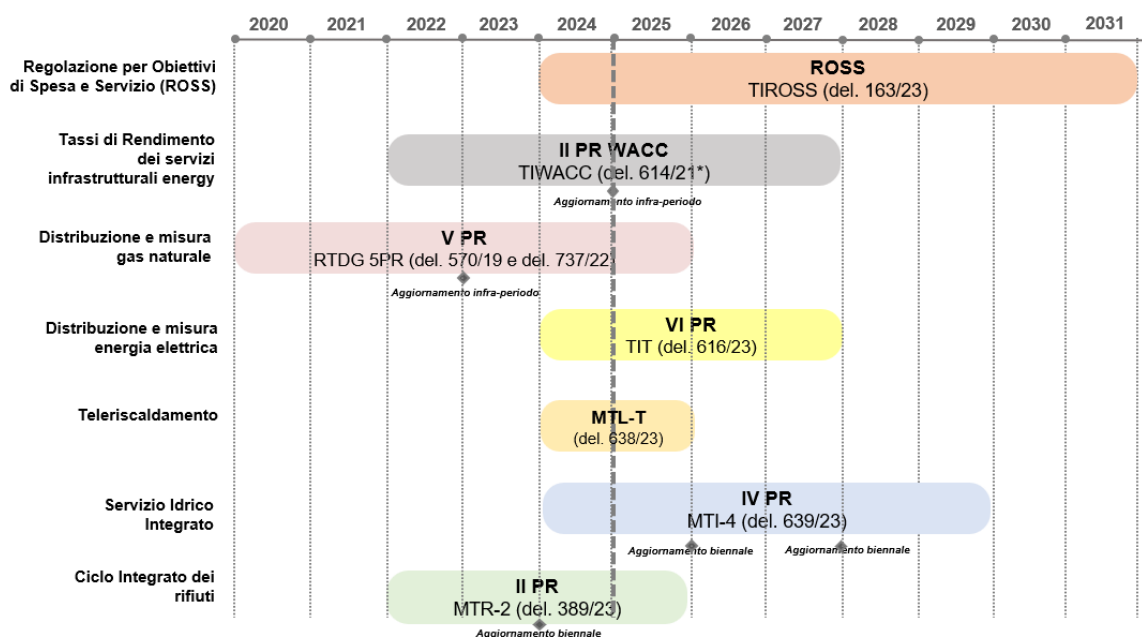 2020 2021 2022 2023 2024 2025 2026 2027 2028 2029 2030 2031
Regolazione per Obiettivi
di Spesa e Servizio (ROSS)
ROSS
TIROSS (del. 163/23)
Tassi di Rendimento
dei servizi
infrastrutturali energy
II PR WACC
TIWACC (del. 614/21*)
Aggiornamento infra-periodo
Distribuzione e misura
gas naturale
V PR
RTDG 5PR (del. 570/19 e del. 737/22)
Aggiornamento infra-periodo
Distribuzione e misura
energia elettrica
VI PR
TIT (del. 616/23)
Teleriscaldamento
MTL-T
(del. 638/23)
Servizio Idrico
Integrato
IV PR
MTI-4 (del. 639/23)
Aggiornamento biennale
Aggiornamento biennale
Ciclo Integrato dei
rifiuti
II PR
MTR-2 (del. 389/23)
Aggiornamento biennale